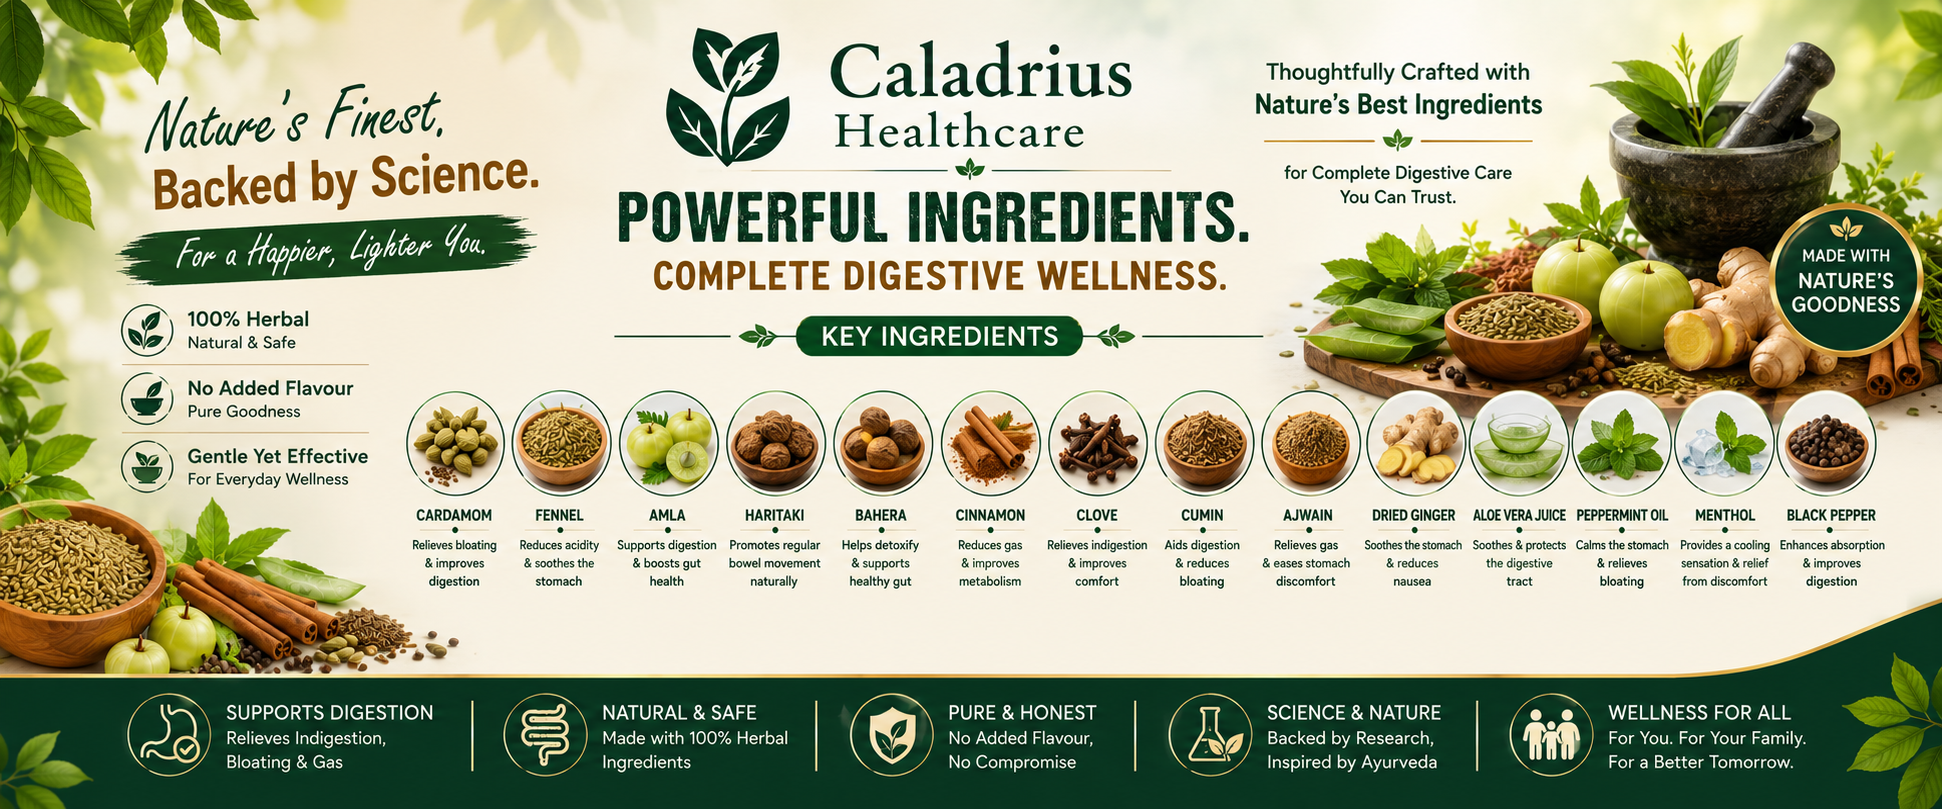 Nature's Finest.
Backed by Science.
For a Happier, Lighter You.
100% Herbal
Natural & Safe
No Added Flavour
Pure Goodness
Gentle Yet Effective
For Everyday Wellness
Caladrius
Healthcare
POWERFUL INGREDIENTS.
COMPLETE DIGESTIVE WELLNESS.
KEY INGREDIENTS
Thoughtfully Crafted with
Nature's Best Ingredients
for Complete Digestive Care
You Can Trust.
MADE WITH
NATURE'S
GOODNESS
CARDAMOM
Relieves bloating
& improves
digestion
FENNEL
Reduces acidity
& soothes the
stomach
AMLA
Supports digestion
& boosts gut
health
HARITAKI
Promotes regular
bowel movement
naturally
BAHERA
Helps detoxify
& supports
healthy gut
CINNAMON
Reduces gas
& improves
metabolism
CLOVE
Relieves indigestion
& improves
comfort
CUMIN
Aids digestion
& reduces
bloating
AJWAIN
Relieves gas
& eases stomach
discomfort
DRIED GINGER
Soothes the stomach
& reduces
nausea
ALOE VERA JUICE
Soothes & protects
the digestive
tract
PEPPERMINT OIL
Calms the stomach
& relieves
bloating
MENTHOL
Provides a cooling
sensation & relief
from discomfort
BLACK PEPPER
Enhances absorption
& improves
digestion
SUPPORTS DIGESTION
Relieves Indigestion,
Bloating & Gas
NATURAL & SAFE
Made with 100% Herbal
Ingredients
PURE & HONEST
No Added Flavour,
No Compromise
SCIENCE & NATURE
Backed by Research,
Inspired by Ayurveda
WELLNESS FOR ALL
For You. For Your Family.
For a Better Tomorrow.